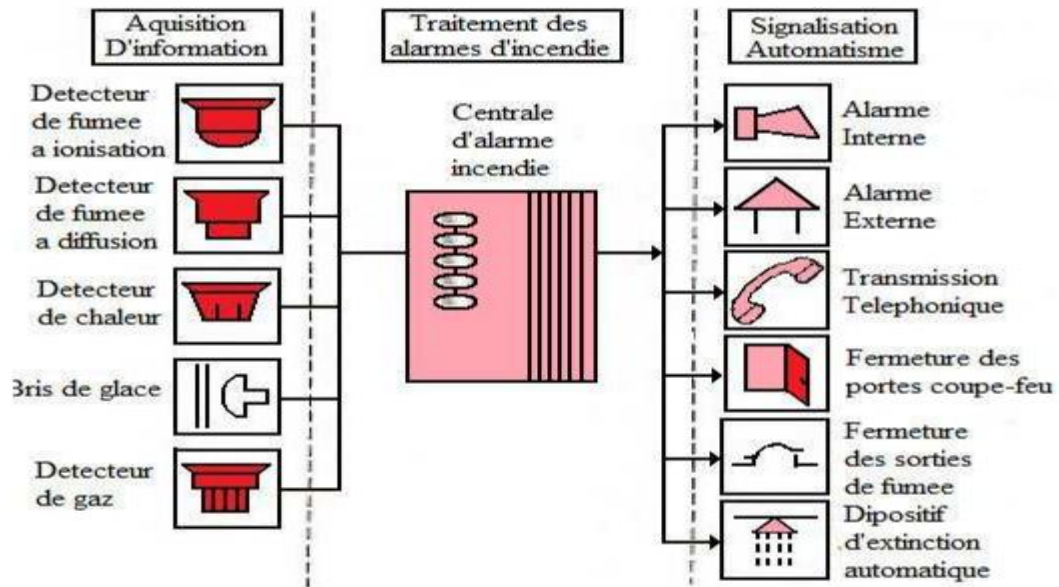 Aquisition
D'information
Traitement des
alarmes d'incendie
Signalisation
Automatisme
Detecteur
de fumee
a ionisation
Detecteur
de fumee
a diffusion
Detecteur
de chaleur
Bris de glace
Detecteur
de gaz
Centrale
d'alarme
incendie
Alarme
Interne
Alarme
Externe
Transmission
Telephonique
Fermeture des
portes coupe-feu
Fermeture
des sorties
de fumee
Dipositif
d'extinction
automatique